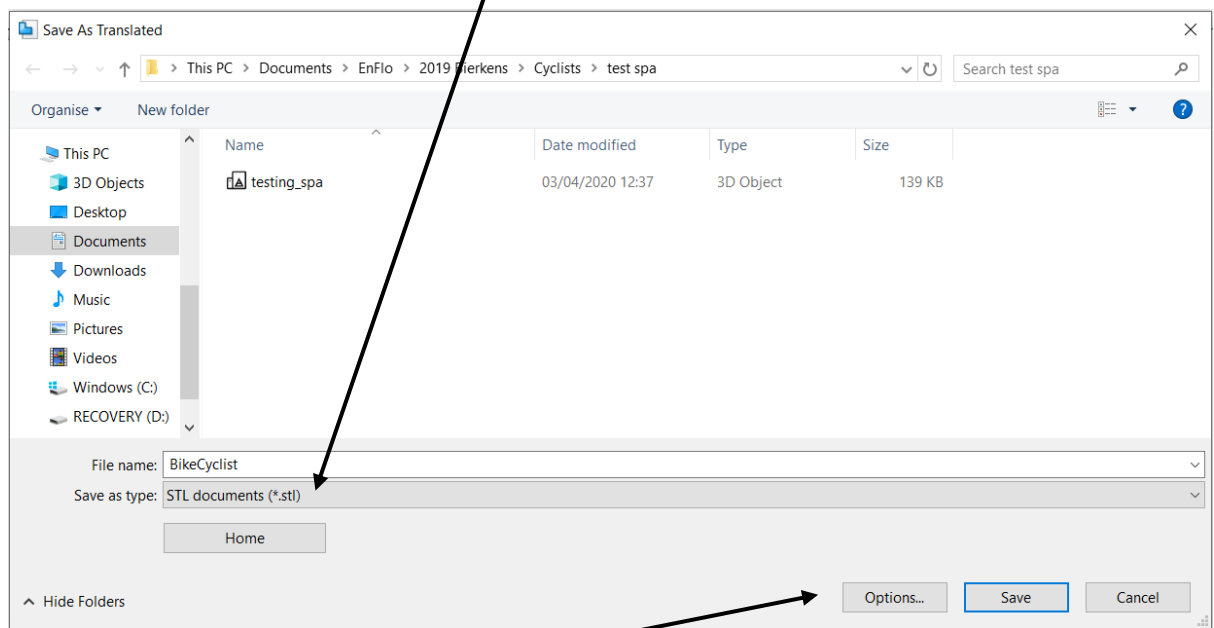 Save As Translated
This PC > Documents > EnFlo > 2019 Bierkens > Cyclists > test spa
Search test spa
Organise
New folder
?
Name Date modified Type Size
testing_spa 03/04/2020 12:37 3D Object 139 KB
This PC
3D Objects
Desktop
Documents
Downloads
Music
Pictures
Videos
Windows (C:)
RECOVERY (D:)
File name: BikeCyclist
Save as type: STL documents (*.stl)
Home
Hide Folders
Options... Save Cancel